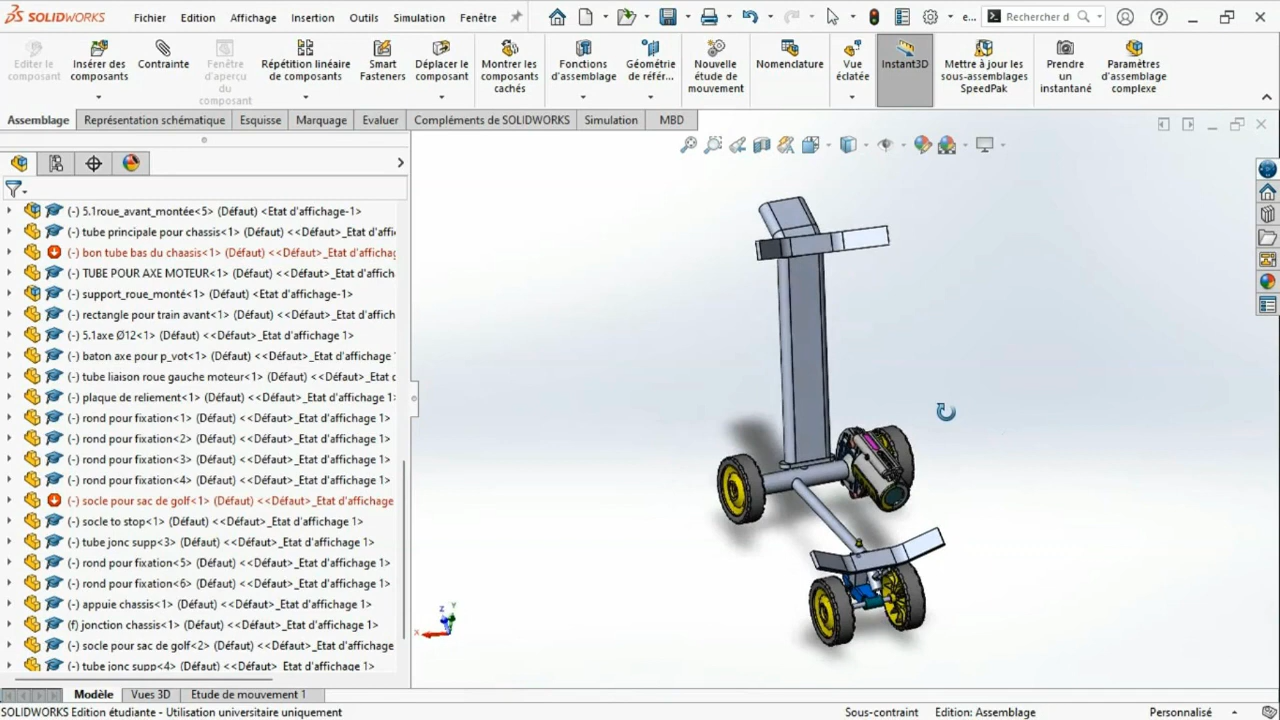 SOLIDWORKS Fichier Edition Affichage Insertion Outils Simulation Fenêtre e... Rechercher d
Editer le composant
Insérer des composants
Contrainte
Fenêtre d'aperçu du composant
Répétition linéaire de composants
Smart Fasteners
Déplacer le composant
Montrer les composants cachés
Fonctions d'assemblage
Géométrie de référ...
Nouvelle étude de mouvement
Nomenclature
Vue éclatée
Instant3D
Mettre à jour les sous-assemblages SpeedPak
Prendre un instantané
Paramètres d'assemblage complexe
Assemblage Représentation schématique Esquisse Marquage Evaluer Compléments de SOLIDWORKS Simulation MBD
(-) 5.1roue_avant_montée<5> (Défaut) <Etat d'affichage-1>
(-) tube principale pour chassis<1> (Défaut) <<Défaut>_Etat d'affi
(-) bon tube bas du chaasis<1> (Défaut) <<Défaut>_Etat d'affichag
(-) TUBE POUR AXE MOTEUR<1> (Défaut) <<Défaut>_Etat d'affich
(-) support_roue_monté<1> (Défaut) <Etat d'affichage-1>
(-) rectangle pour train avant<1> (Défaut) <<Défaut>_Etat d'affich
(-) 5.1axe Ø12<1> (Défaut) <<Défaut>_Etat d'affichage 1>
(-) baton axe pour p_vot<1> (Défaut) <<Défaut>_Etat d'affichage 1
(-) tube liaison roue gauche moteur<1> (Défaut) <<Défaut>_Etat d
(-) plaque de reliement<1> (Défaut) <<Défaut>_Etat d'affichage 1>
(-) rond pour fixation<1> (Défaut) <<Défaut>_Etat d'affichage 1>
(-) rond pour fixation<2> (Défaut) <<Défaut>_Etat d'affichage 1>
(-) rond pour fixation<3> (Défaut) <<Défaut>_Etat d'affichage 1>
(-) rond pour fixation<4> (Défaut) <<Défaut>_Etat d'affichage 1>
(-) socle pour sac de golf<1> (Défaut) <<Défaut>_Etat d'affichage
(-) socle to stop<1> (Défaut) <<Défaut>_Etat d'affichage 1>
(-) tube jonc supp<3> (Défaut) <<Défaut>_Etat d'affichage 1>
(-) rond pour fixation<5> (Défaut) <<Défaut>_Etat d'affichage 1>
(-) rond pour fixation<6> (Défaut) <<Défaut>_Etat d'affichage 1>
(-) appuie chassis<1> (Défaut) <<Défaut>_Etat d'affichage 1>
(f) jonction chassis<1> (Défaut) <<Défaut>_Etat d'affichage 1>
(-) socle pour sac de golf<2> (Défaut) <<Défaut>_Etat d'affichage
(-) tube jonc supp<4> (Défaut) <<Défaut>_Etat d'affichage 1>
Z Y X
Modèle Vues 3D Etude de mouvement 1
SOLIDWORKS Edition étudiante - Utilisation universitaire uniquement Sous-contraint Edition: Assemblage Personnalisé